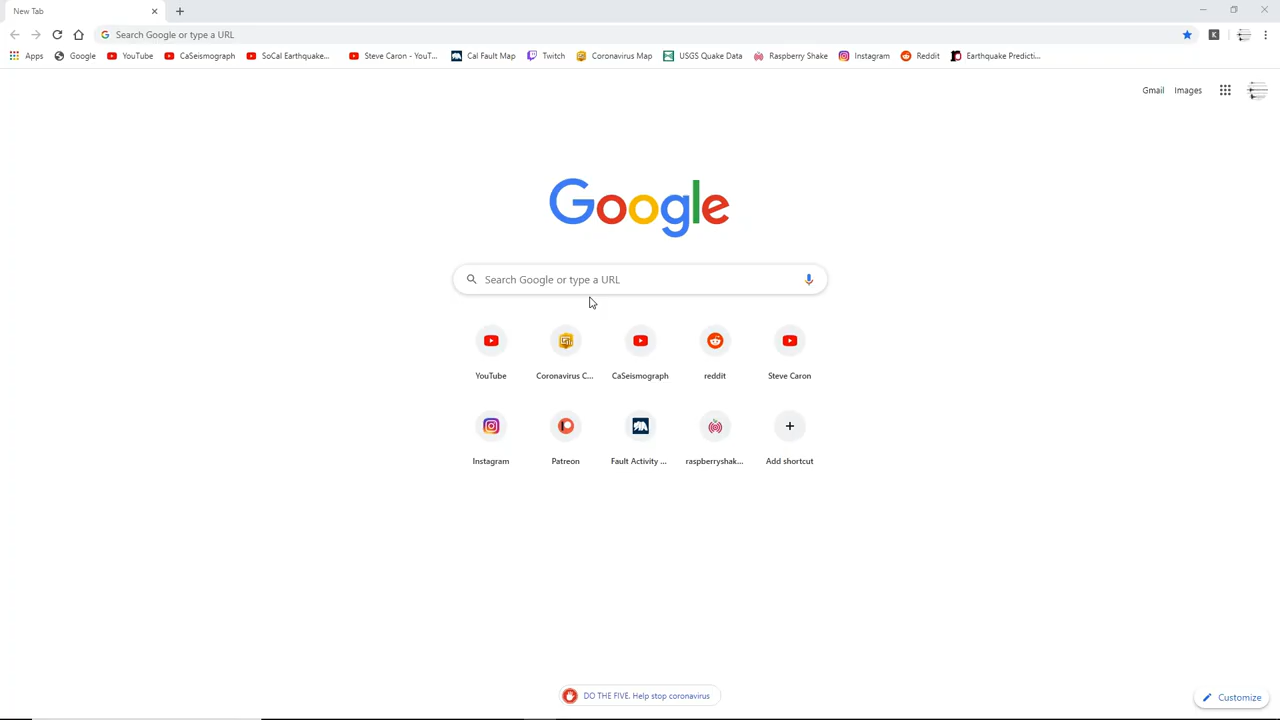 New Tab
Search Google or type a URL
K
Apps Google YouTube CaSeismograph SoCal Earthquake... Steve Caron - YouT... Cal Fault Map Twitch Coronavirus Map USGS Quake Data Raspberry Shake Instagram Reddit Earthquake Predicti...
Gmail Images
Google
Search Google or type a URL
YouTube Coronavirus C... CaSeismograph reddit Steve Caron
Instagram Patreon Fault Activity ... raspberryshak... Add shortcut
DO THE FIVE, Help stop coronavirus
Customize